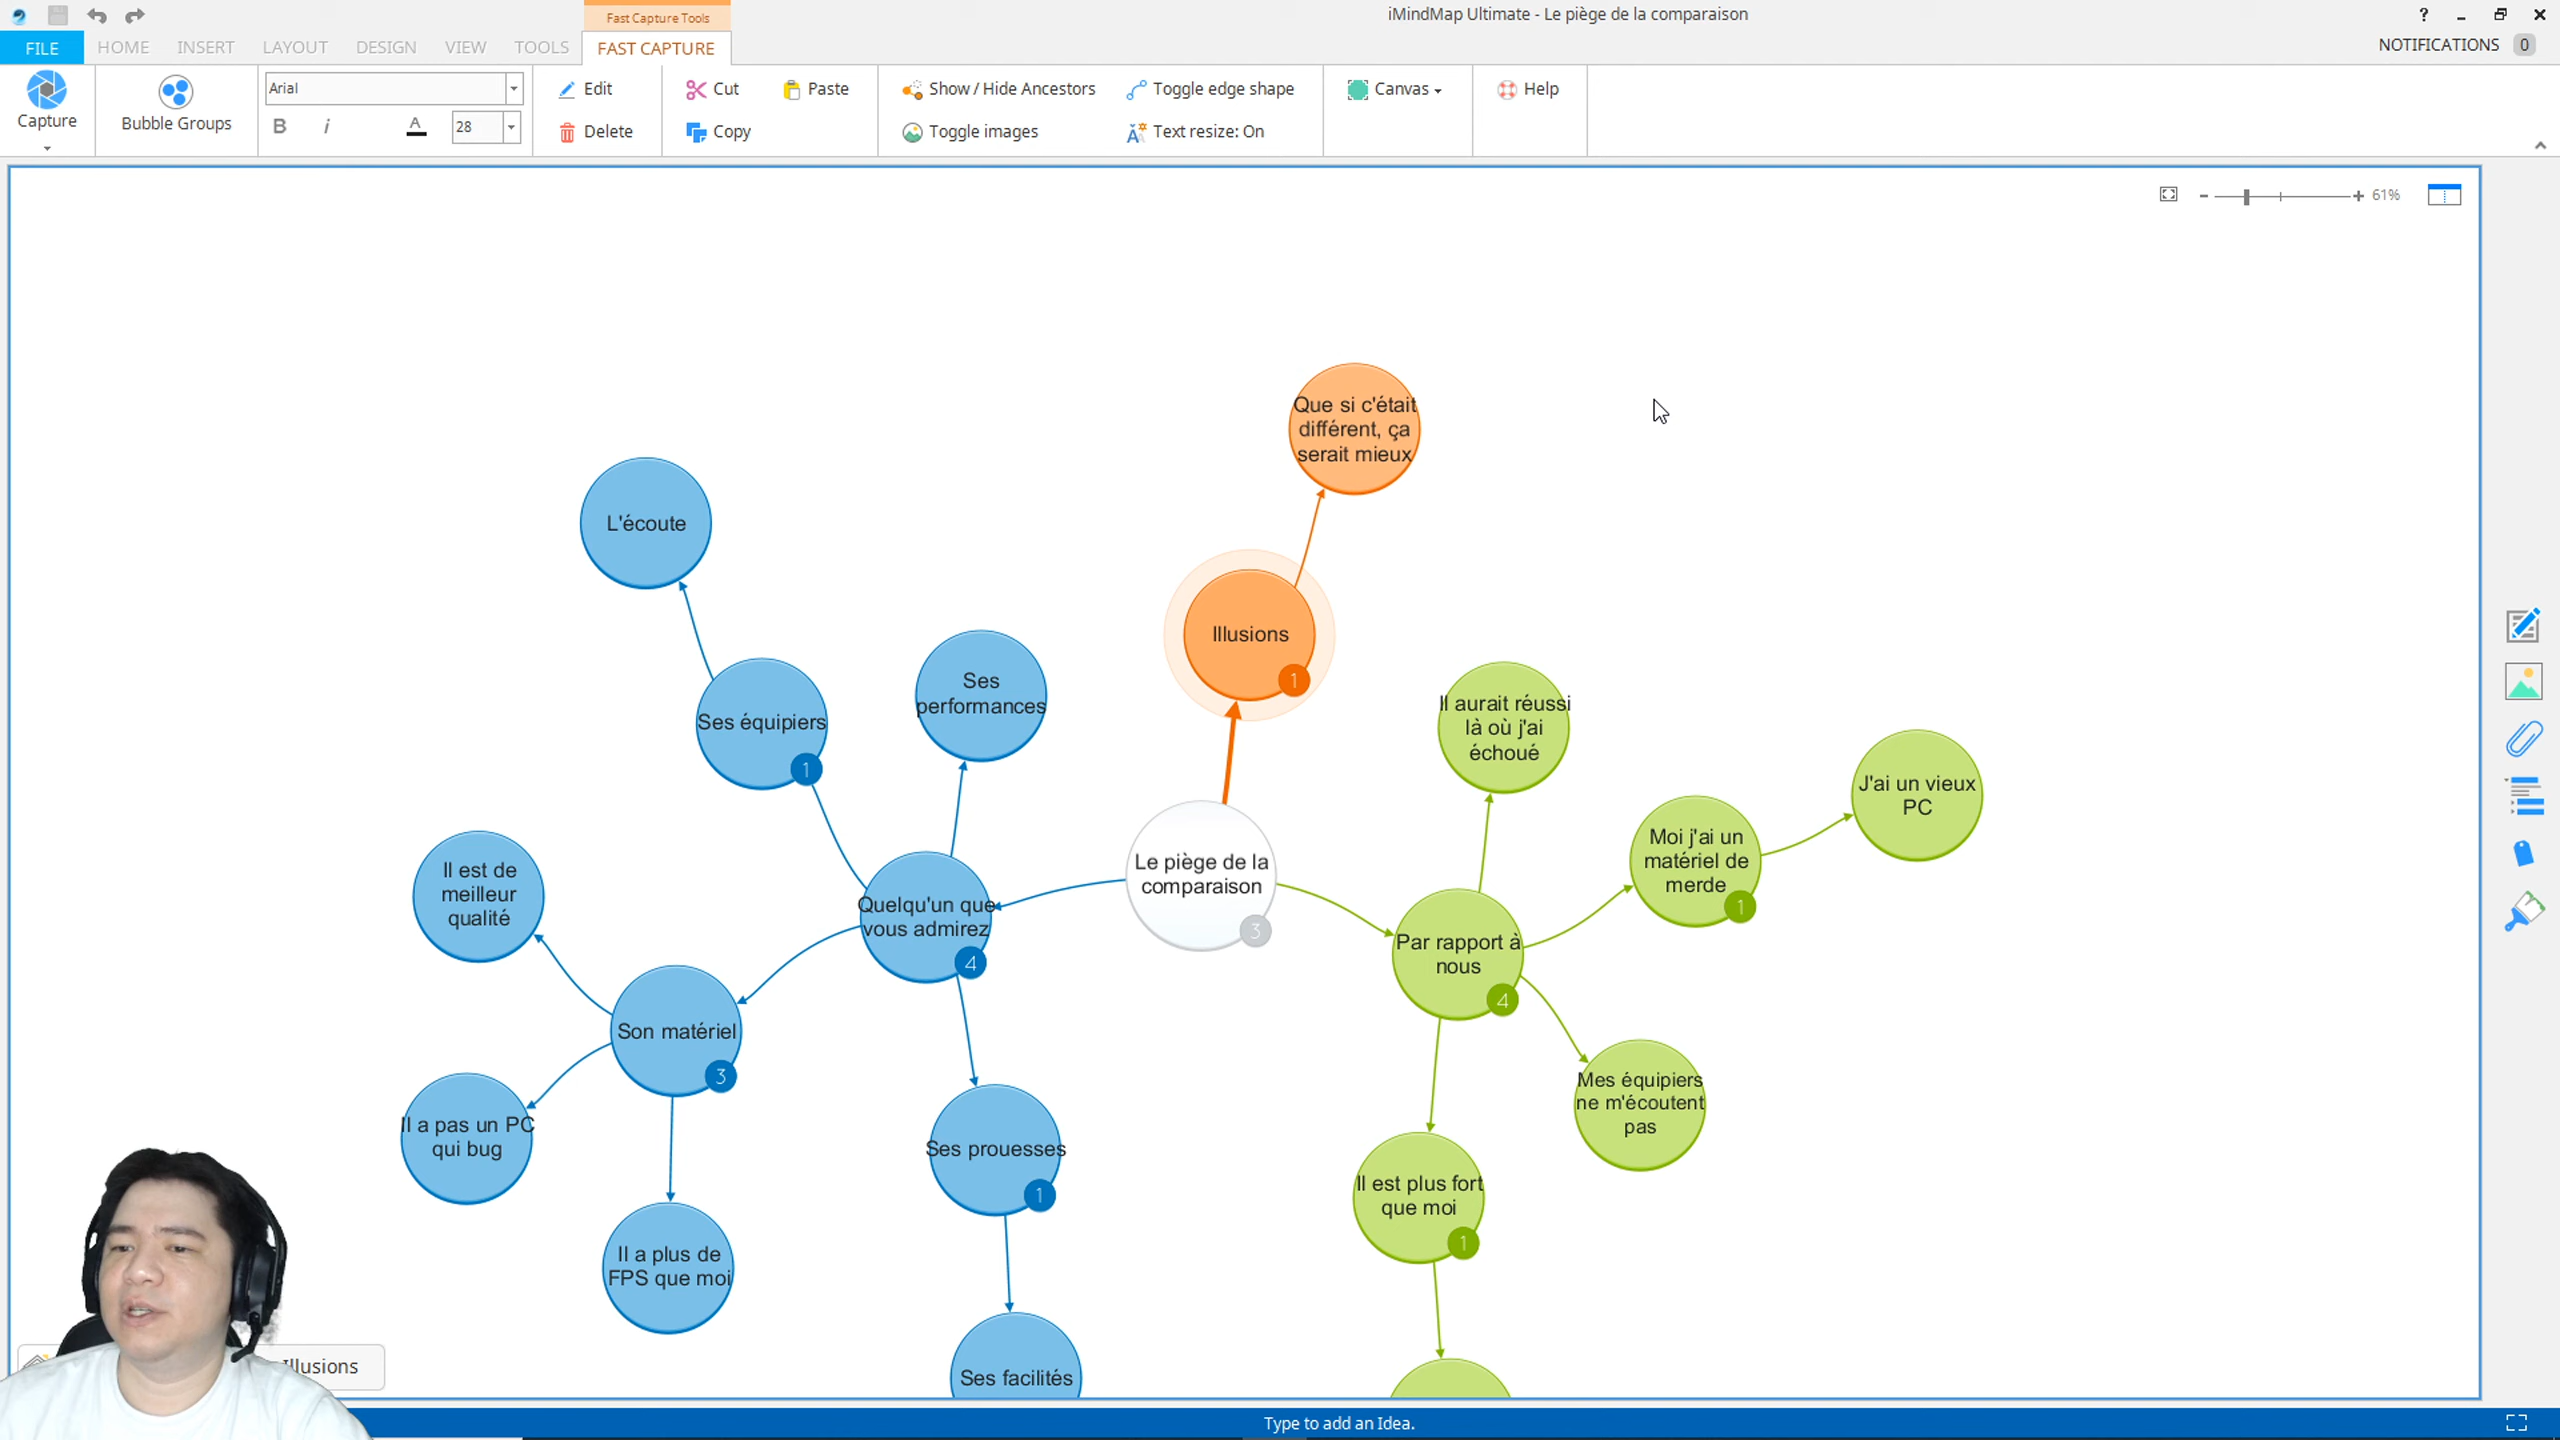 Fast Capture Tools
iMindMap Ultimate - Le piège de la comparaison
?
FILE
HOME
INSERT
LAYOUT
DESIGN
VIEW
TOOLS
FAST CAPTURE
NOTIFICATIONS 0
Capture
Bubble Groups
Arial
B i A 28
Edit
Delete
Cut
Copy
Paste
Show / Hide Ancestors
Toggle images
Toggle edge shape
Text resize: On
Canvas
Help
61%
Que si c'était
différent, ça
serait mieux
L'écoute
Illusions
1
Ses
performances
Ses équipiers
1
Il aurait réussi
là où j'ai
échoué
J'ai un vieux
PC
Moi j'ai un
matériel de
merde
1
Le piège de la
comparaison
3
Il est de
meilleur
qualité
Quelqu'un que
vous admirez
4
Par rapport à
nous
4
Son matériel
3
Mes équipiers
ne m'écoutent
pas
Il a pas un PC
qui bug
Ses prouesses
1
Il est plus fort
que moi
1
Il a plus de
FPS que moi
Ses facilités
Illusions
Type to add an Idea.